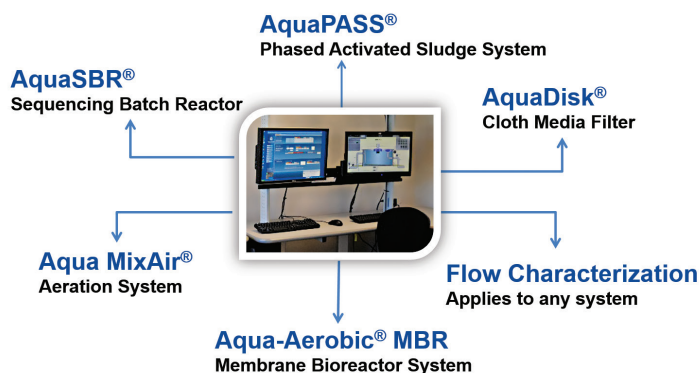 AquaPASS®
Phased Activated Sludge System
AquaSBR®
Sequencing Batch Reactor
AquaDisk®
Cloth Media Filter
Aqua MixAir®
Aeration System
Flow Characterization
Applies to any system
Aqua-Aerobic® MBR
Membrane Bioreactor System